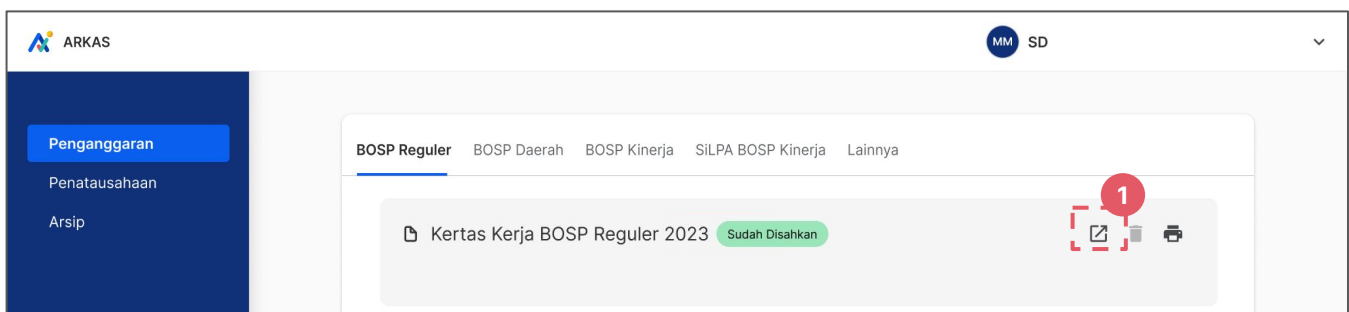 ARKAS
MM SD
Penganggaran
Penatausahaan
Arsip
BOSP Reguler BOSP Daerah BOSP Kinerja SiLPA BOSP Kinerja Lainnya
1
Kertas Kerja BOSP Reguler 2023 Sudah Disahkan